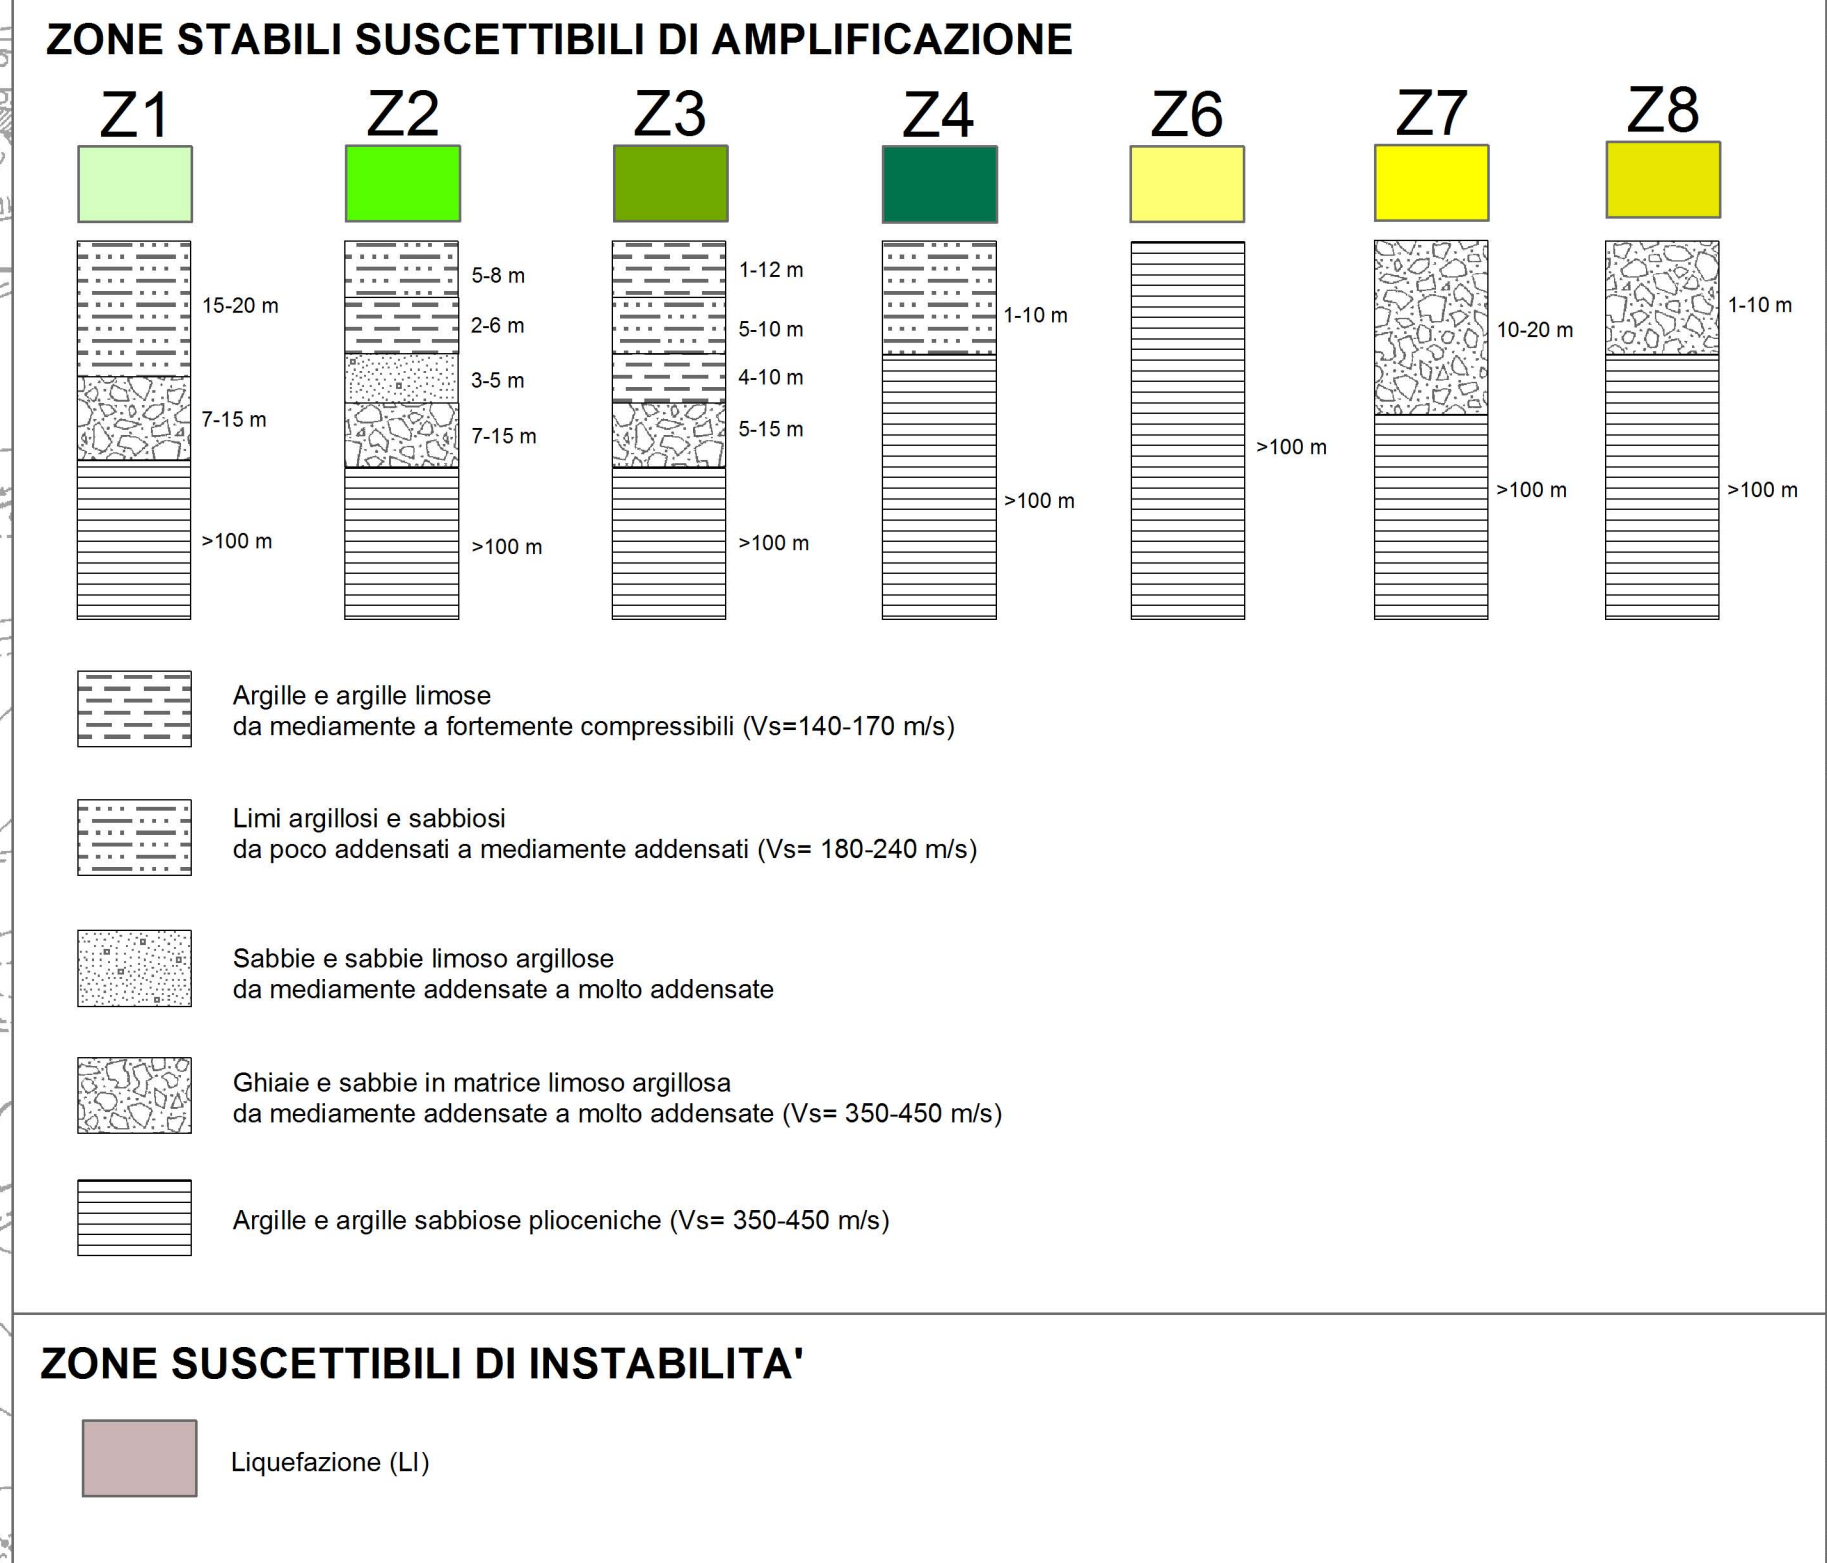 ZONE STABILI SUSCETTIBILI DI AMPLIFICAZIONE
Z1 Z2 Z3 Z4 Z6 Z7 Z8
15-20 m
7-15 m
>100 m
5-8 m
2-6 m
3-5 m
7-15 m
>100 m
1-12 m
5-10 m
4-10 m
5-15 m
>100 m
1-10 m
>100 m
>100 m
10-20 m
>100 m
1-10 m
>100 m
Argille e argille limose
da mediamente a fortemente compressibili (Vs=140-170 m/s)
Limi argillosi e sabbiosi
da poco addensati a mediamente addensati (Vs= 180-240 m/s)
Sabbie e sabbie limoso argillose
da mediamente addensate a molto addensate
Ghiaie e sabbie in matrice limoso argillosa
da mediamente addensate a molto addensate (Vs= 350-450 m/s)
Argille e argille sabbiose plioceniche (Vs= 350-450 m/s)
ZONE SUSCETTIBILI DI INSTABILITA'
Liquefazione (LI)